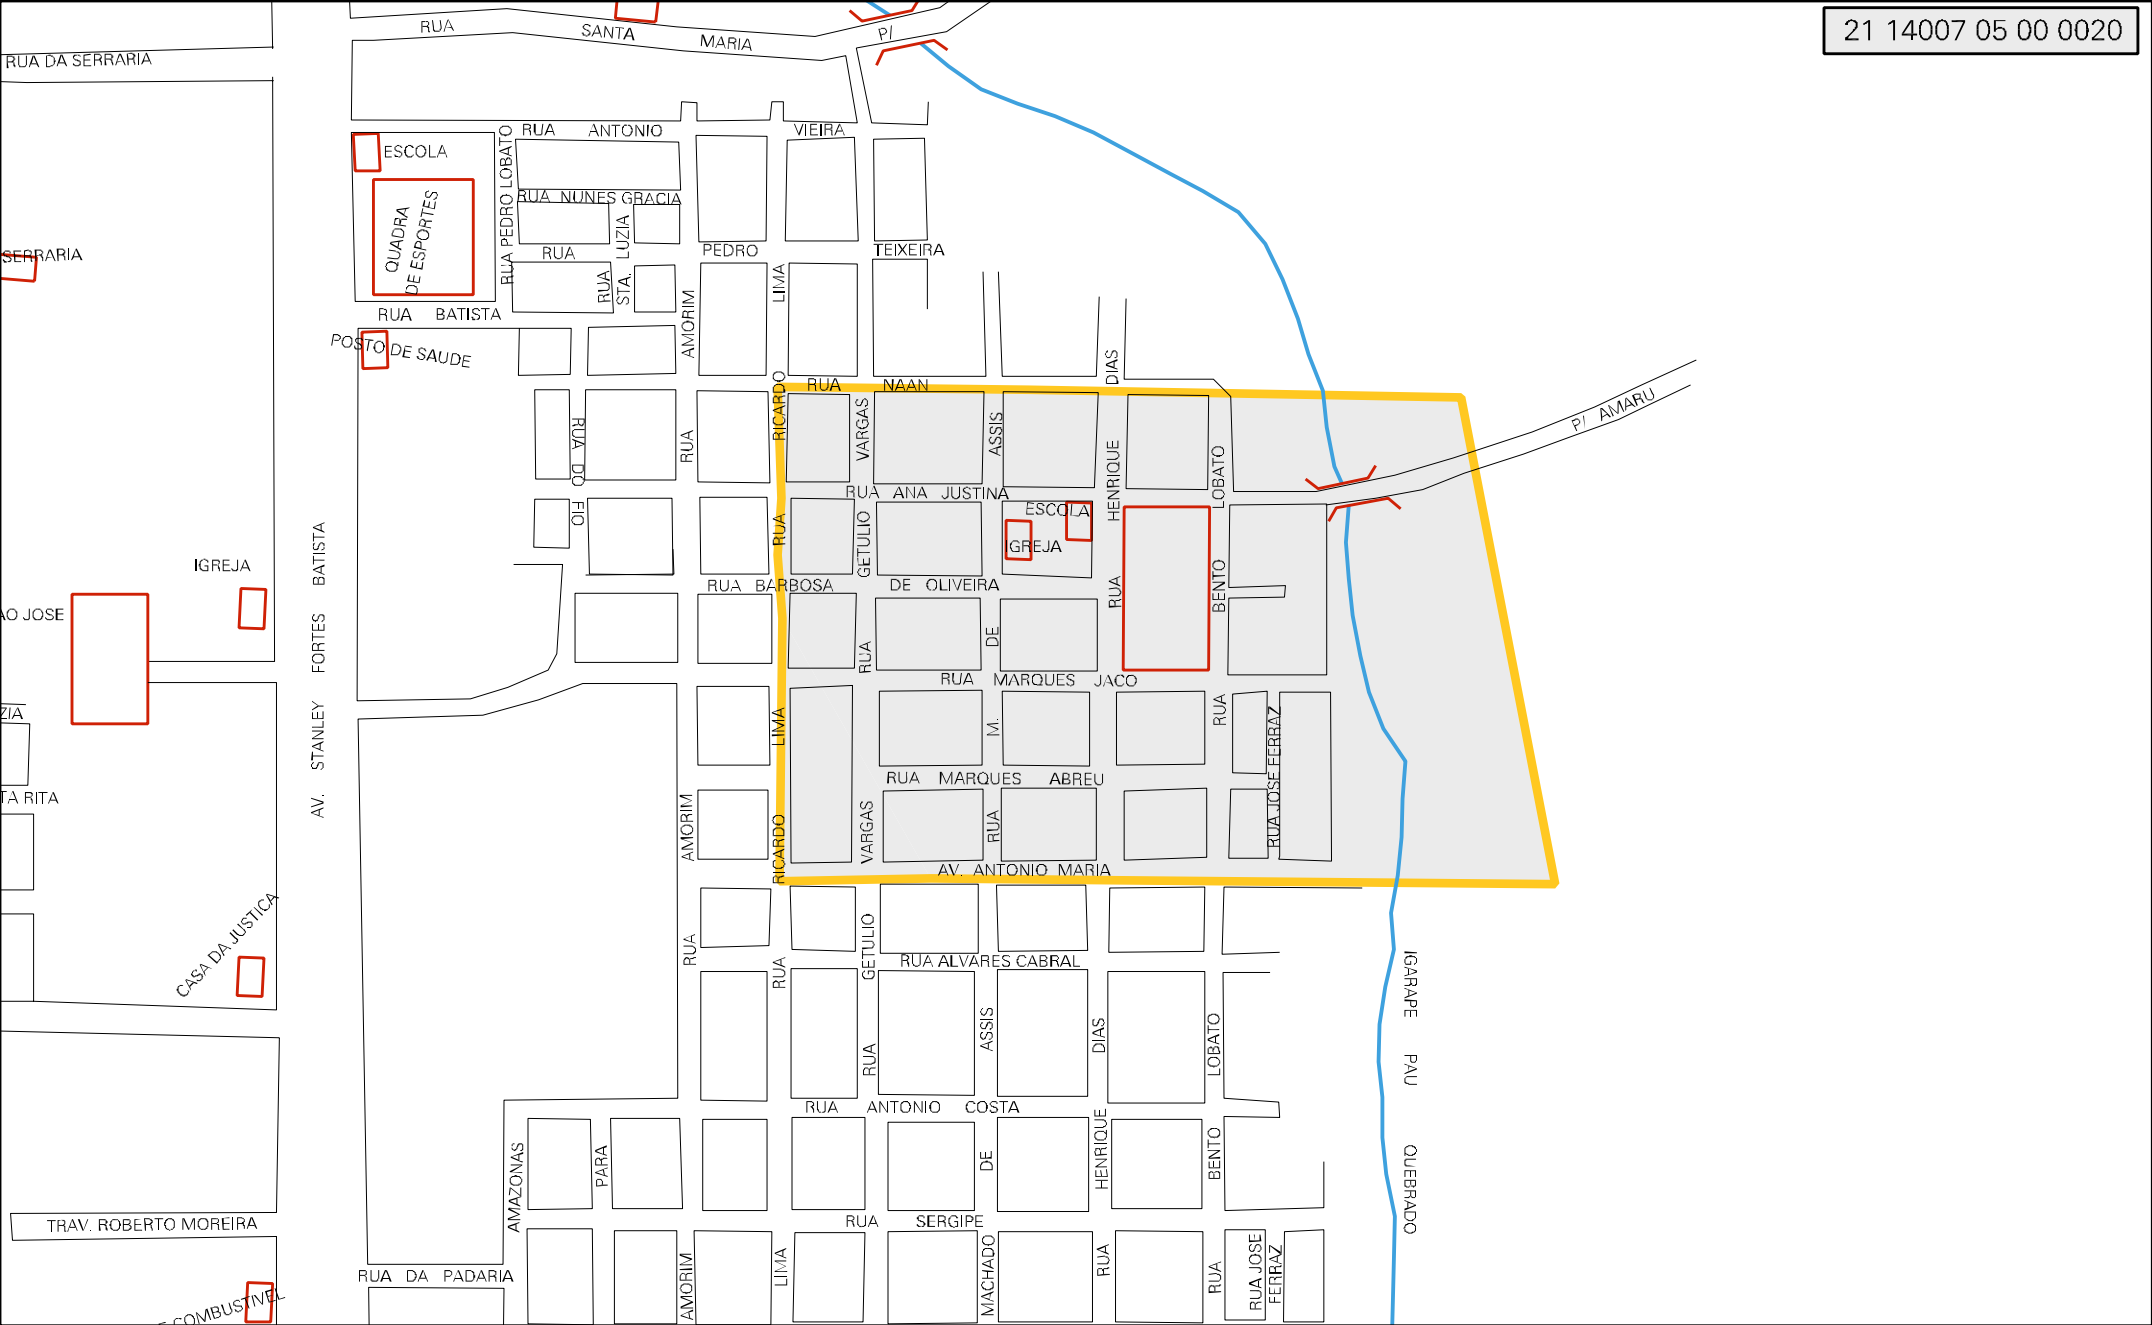 21 14007 05 00 0020
RUA SANTA MARIA
P/
RUA DA SERRARIA
RUA ANTONIO VIEIRA
ESCOLA
RUA PEDRO LOBATO
QUADRA
DE ESPORTES
RUA NUNES GRACIA
RUA PEDRO TEIXEIRA
RUA STA. LUZIA
SERRARIA
RUA BATISTA
POSTO DE SAUDE
RUA NAAN
RUA DO FIO
RUA AMORIM
RUA RICARDO LIMA
RUA GETULIO VARGAS
ASSIS
DE
M.
RUA
RUA HENRIQUE DIAS
RUA BENTO LOBATO
P/ AMARU
RUA ANA JUSTINA
ESCOLA
IGREJA
RUA BARBOSA DE OLIVEIRA
AV. STANLEY FORTES BATISTA
IGREJA
AO JOSE
RUA MARQUES JACO
ZIA
RUA JOSE FERRAZ
RUA MARQUES ABREU
TA RITA
AV. ANTONIO MARIA
RUA AMORIM
RUA RICARDO LIMA
RUA GETULIO VARGAS
CASA DA JUSTICA
RUA ALVARES CABRAL
IGARAPE PAU QUEBRADO
MACHADO DE ASSIS
RUA HENRIQUE DIAS
RUA BENTO LOBATO
RUA ANTONIO COSTA
AMAZONAS
PARA
TRAV. ROBERTO MOREIRA
RUA SERGIPE
RUA DA PADARIA
AMORIM
LIMA
RUA JOSE
FERRAZ
COMBUSTIVEL